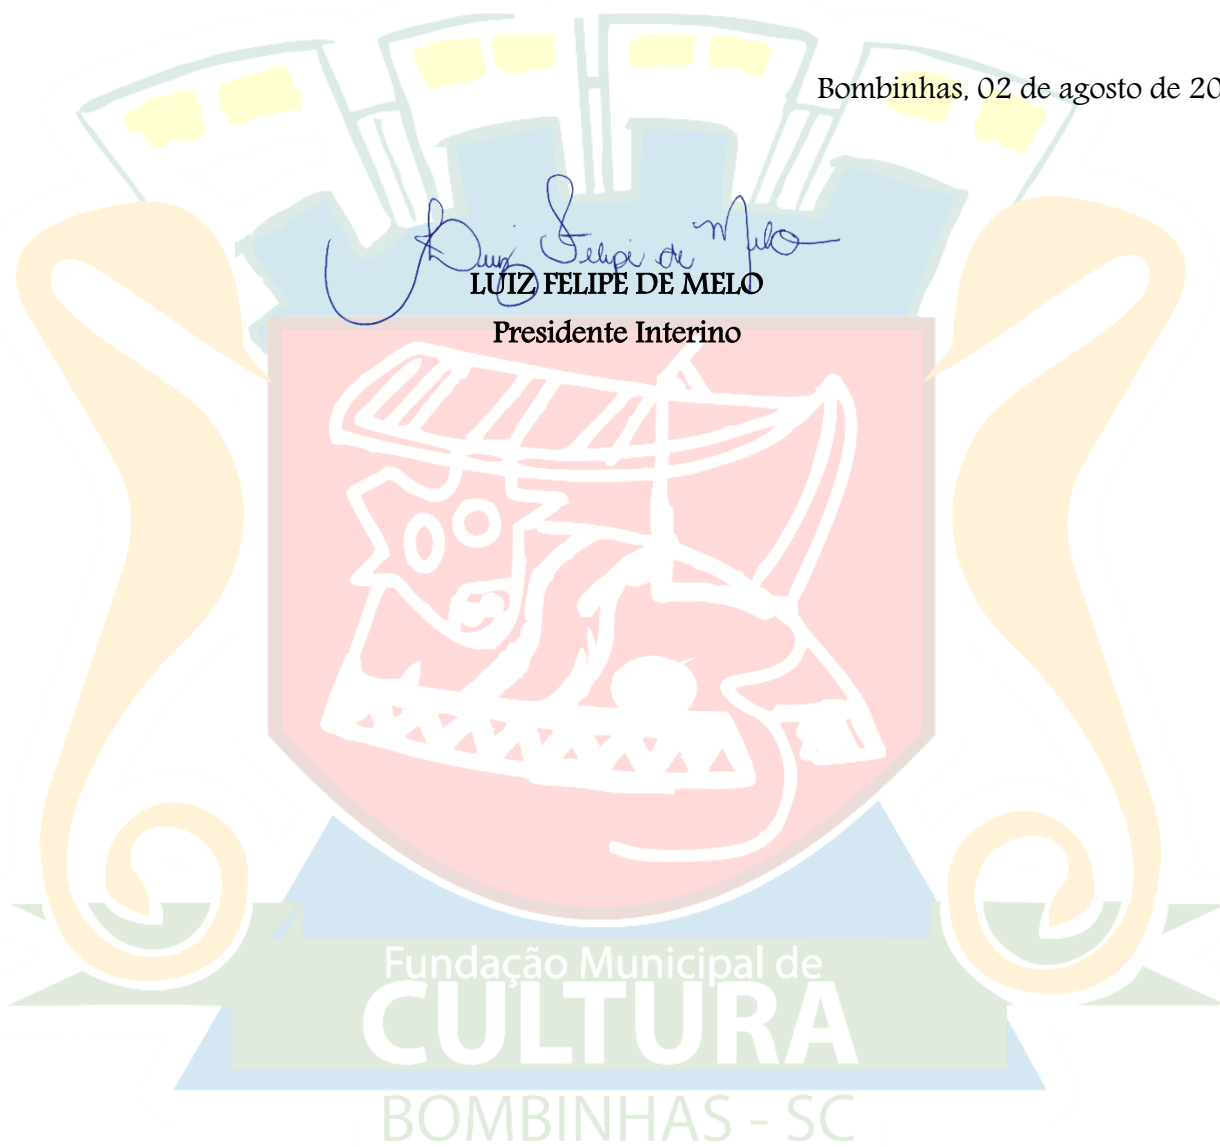 Bombinhas, 02 de agosto de 20
Luiz Felipe de Melo
LUIZ FELIPE DE MELO
Presidente Interino
Fundação Municipal de
CULTURA
BOMBINHAS - SC